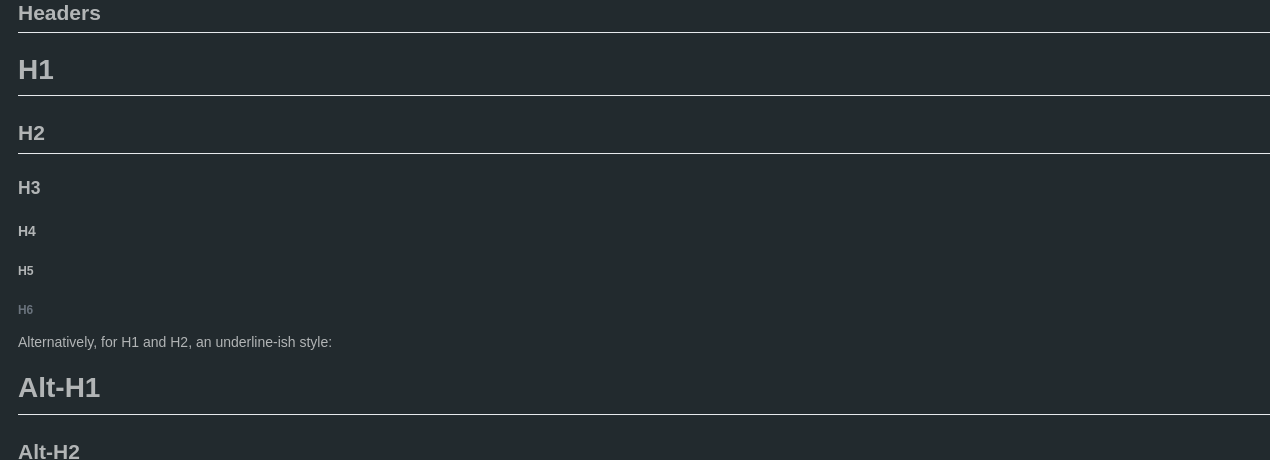 Headers
H1
H2
H3
H4
H5
H6
Alternatively, for H1 and H2, an underline-ish style:
Alt-H1
Alt-H2